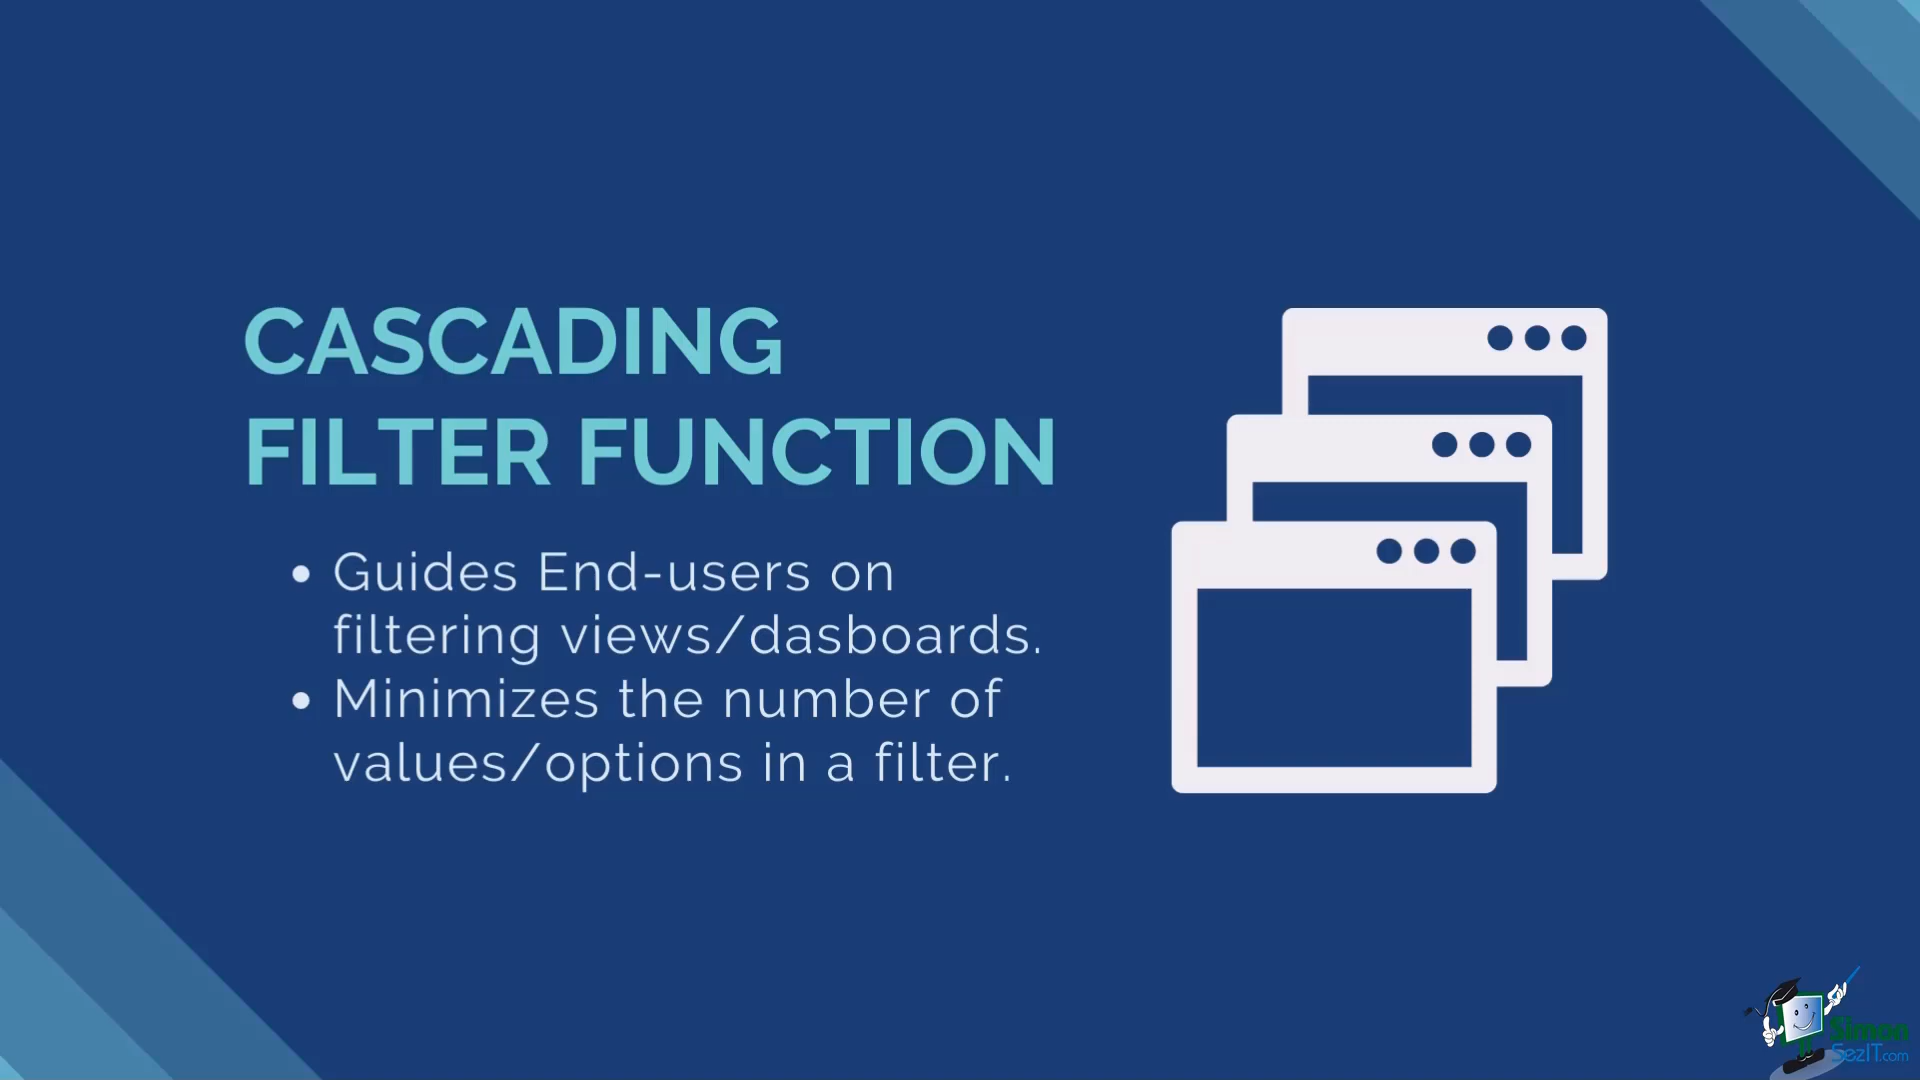 CASCADING
FILTER FUNCTION
• Guides End-users on
filtering views/dasboards.
• Minimizes the number of
values/options in a filter.
Simon
SezIT.com